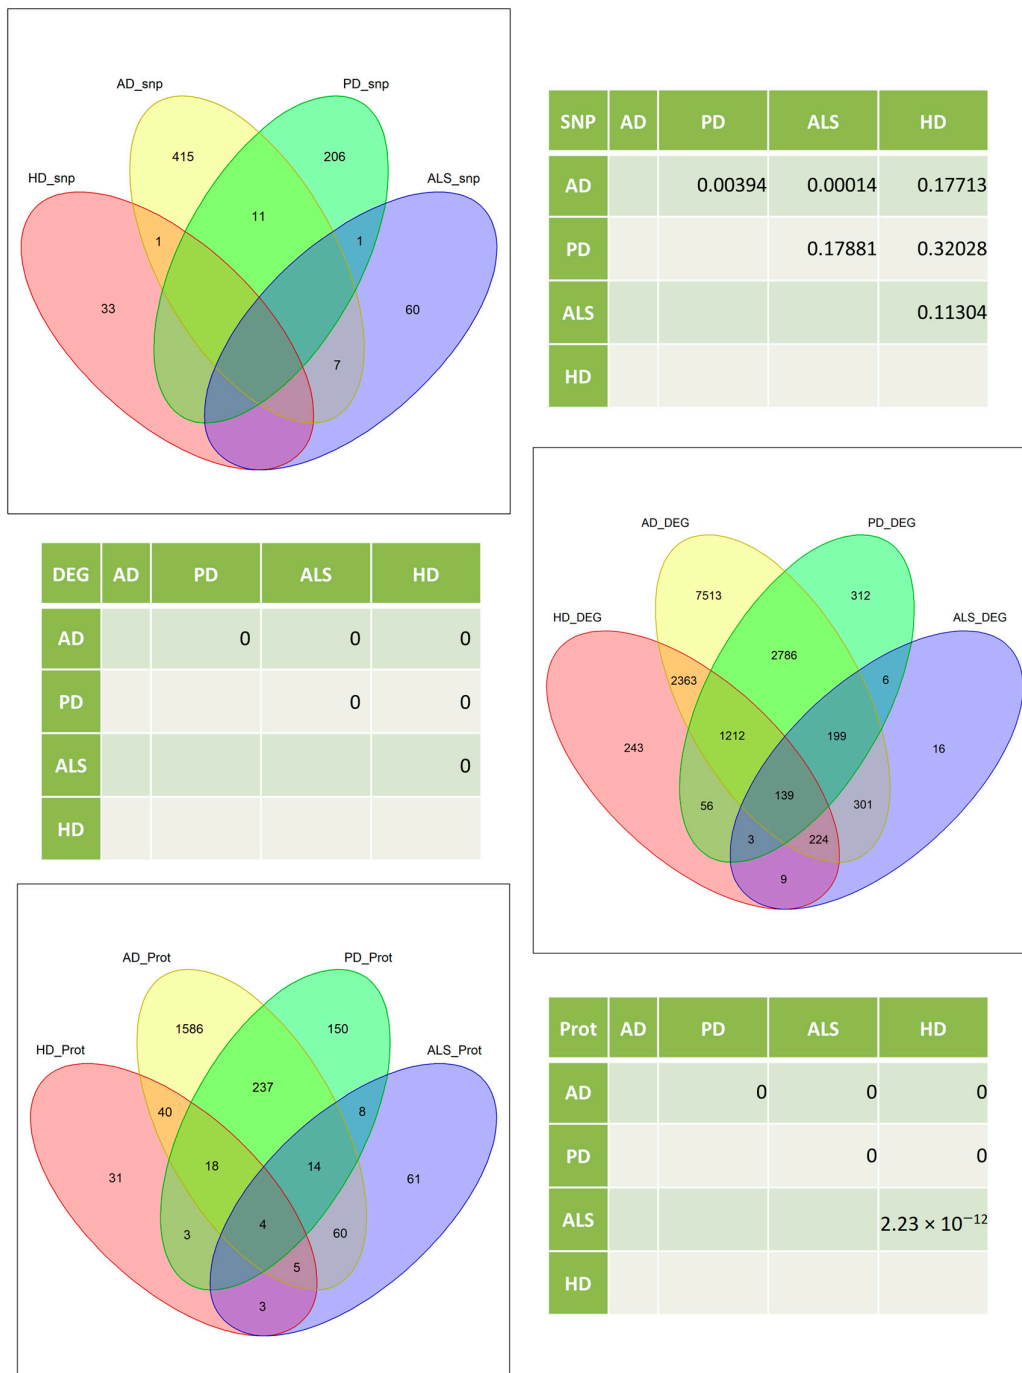 AD_snp
PD_snp
HD_snp
ALS_snp
415
206
11
1
1
33
60
7
SNP AD PD ALS HD
AD 0.00394 0.00014 0.17713
PD 0.17881 0.32028
ALS 0.11304
HD
DEG AD PD ALS HD
AD 0 0 0
PD 0 0
ALS 0
HD
AD_DEG
PD_DEG
HD_DEG
ALS_DEG
7513
312
2786
2363
6
1212
199
243
16
139
56
301
3
224
9
AD_Prot
PD_Prot
HD_Prot
ALS_Prot
1586
150
237
40
8
18
14
31
61
4
3
60
5
3
Prot AD PD ALS HD
AD 0 0 0
PD 0 0
ALS 2.23 × 10⁻¹²
HD